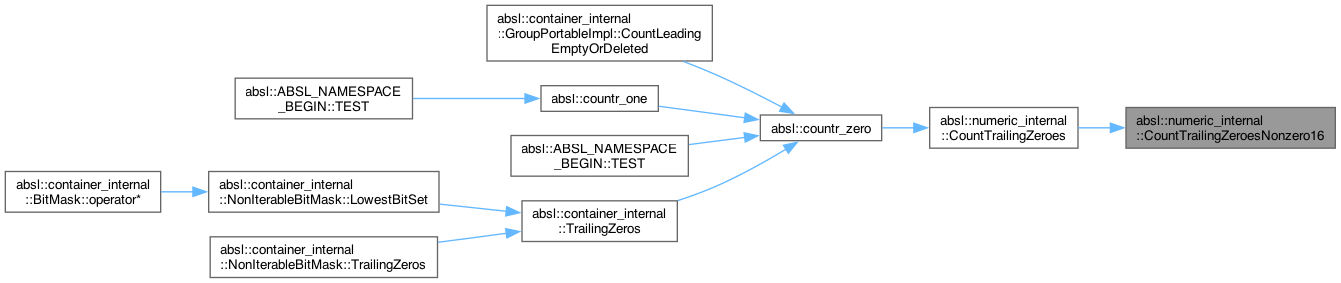 absl::container_internal
::GroupPortableImpl::CountLeading
EmptyOrDeleted
absl::ABSL_NAMESPACE
_BEGIN::TEST
absl::countr_one
absl::countr_zero
absl::numeric_internal
::CountTrailingZeroes
absl::numeric_internal
::CountTrailingZeroesNonzero16
absl::ABSL_NAMESPACE
_BEGIN::TEST
absl::container_internal
::BitMask::operator*
absl::container_internal
::NonIterableBitMask::LowestBitSet
absl::container_internal
::TrailingZeros
absl::container_internal
::NonIterableBitMask::TrailingZeros